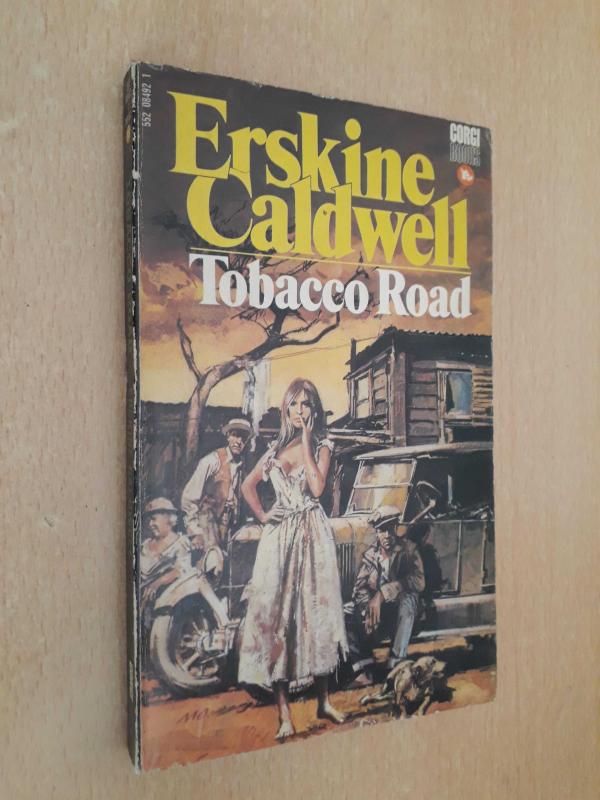 552 08492 1
Erskine
Caldwell
Tobacco Road
CORGI
BOOKS